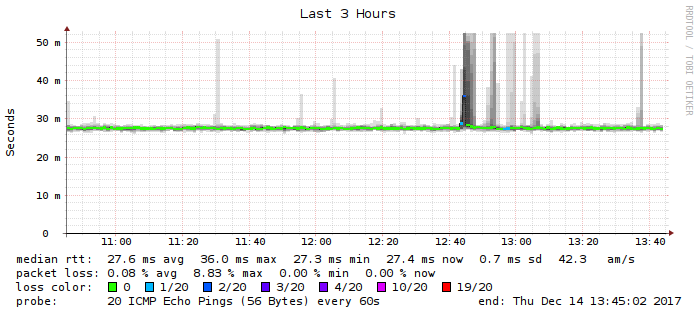 Last 3 Hours
RRDTOOL / TOBI OETIKER
Seconds
50 m
40 m
30 m
20 m
10 m
0
11:00 11:20 11:40 12:00 12:20 12:40 13:00 13:20 13:40
median rtt: 27.6 ms avg 36.0 ms max 27.3 ms min 27.4 ms now 0.7 ms sd 42.3 am/s
packet loss: 0.08 % avg 8.83 % max 0.00 % min 0.00 % now
loss color: 0 1/20 2/20 3/20 4/20 10/20 19/20
probe: 20 ICMP Echo Pings (56 Bytes) every 60s end: Thu Dec 14 13:45:02 2017